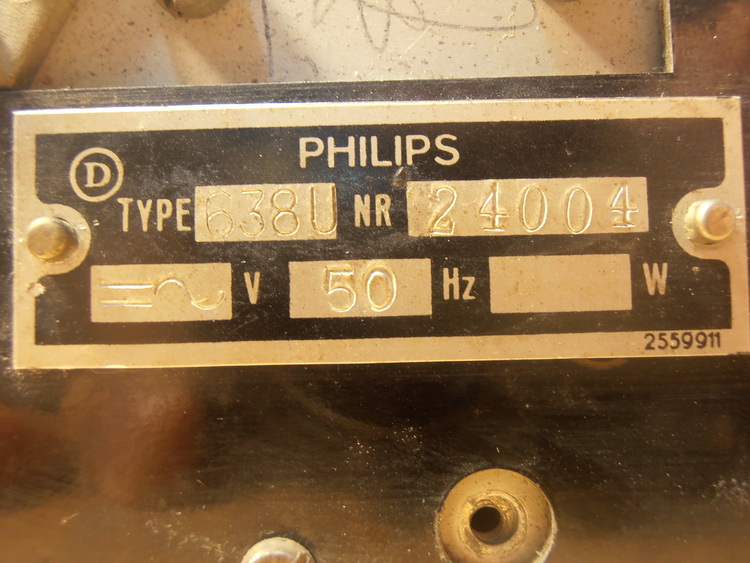 PHILIPS
D
TYPE 638U NR 24004
=~ V 50 Hz W
2559911